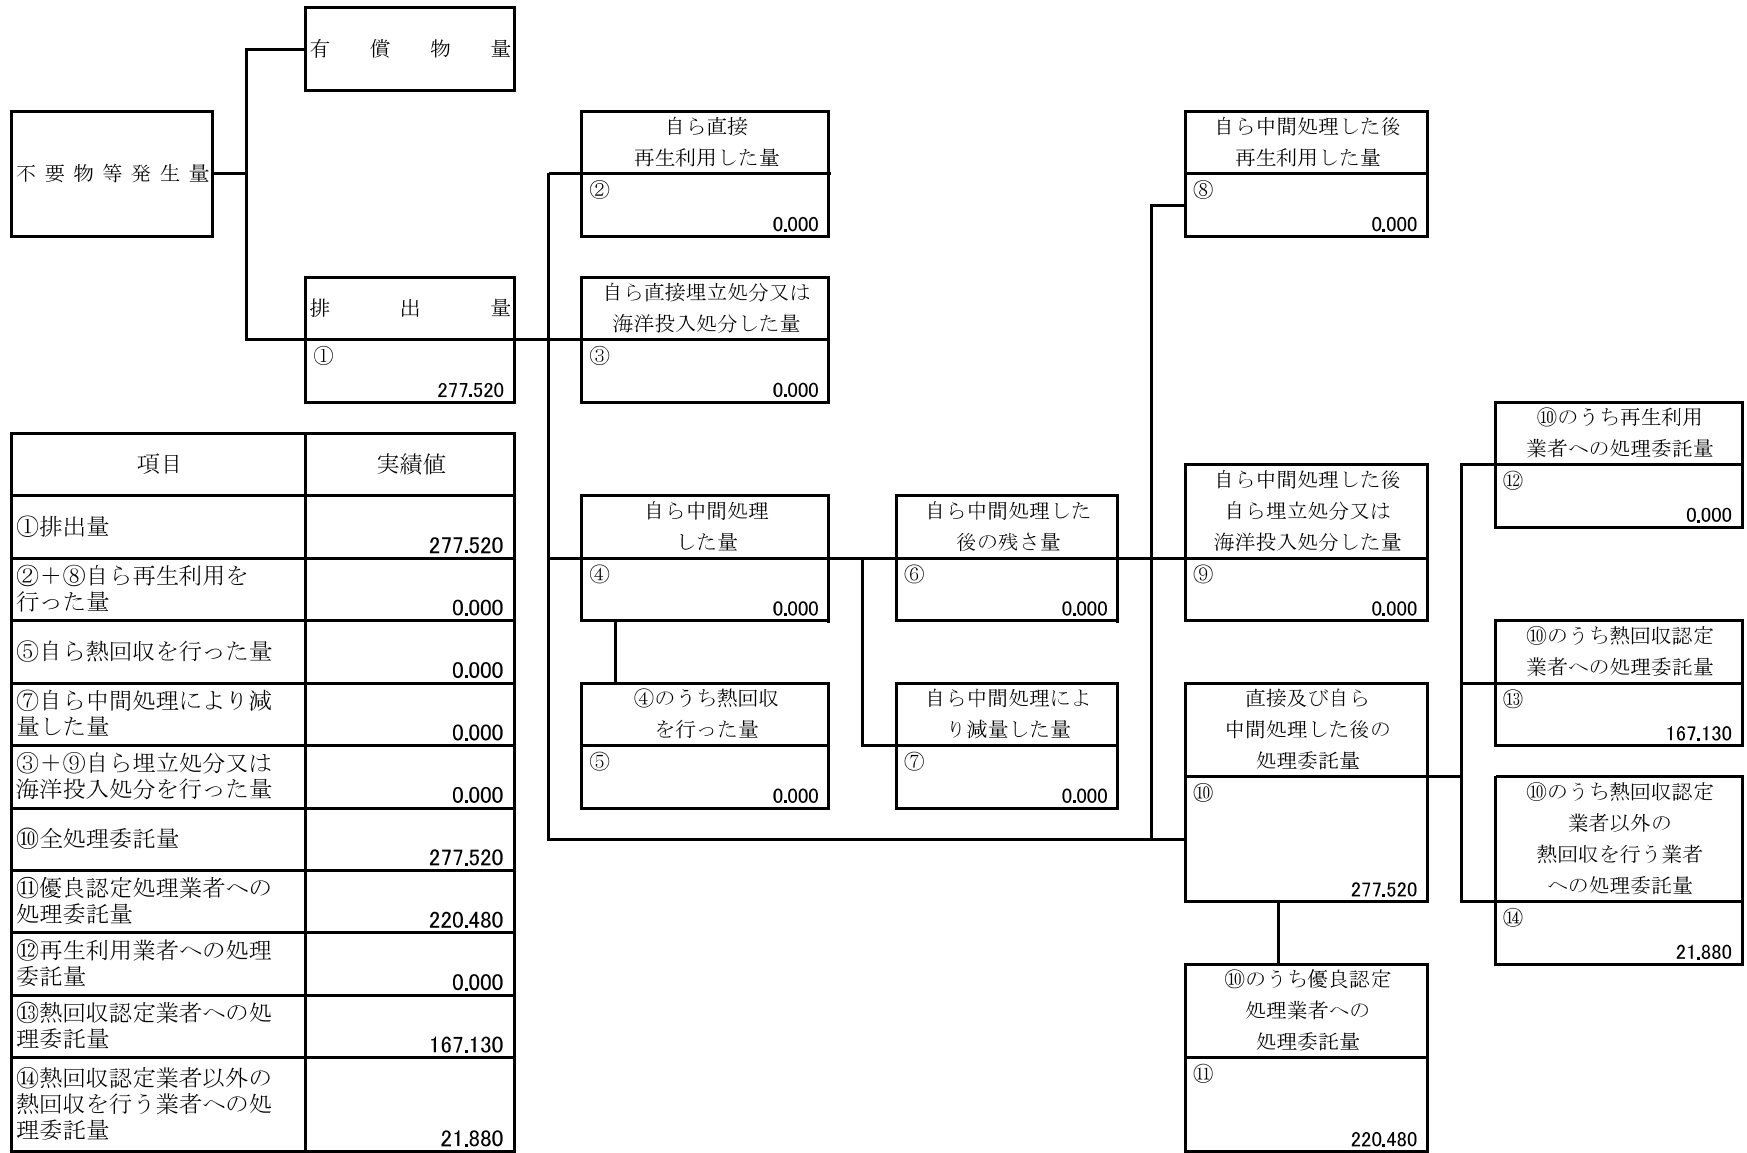 有償物量
不要物等発生量
排出量
①
277.520
自ら直接
再生利用した量
②
0.000
自ら直接埋立処分又は
海洋投入処分した量
③
0.000
自ら中間処理
した量
④
0.000
④のうち熱回収
を行った量
⑤
0.000
自ら中間処理した
後の残さ量
⑥
0.000
自ら中間処理によ
り減量した量
⑦
0.000
自ら中間処理した後
再生利用した量
⑧
0.000
自ら中間処理した後
自ら埋立処分又は
海洋投入処分した量
⑨
0.000
直接及び自ら
中間処理した後の
処理委託量
⑩
277.520
⑩のうち優良認定
処理業者への
処理委託量
⑪
220.480
⑩のうち再生利用
業者への処理委託量
⑫
0.000
⑩のうち熱回収認定
業者への処理委託量
⑬
167.130
⑩のうち熱回収認定
業者以外の
熱回収を行う業者
への処理委託量
⑭
21.880
項目 実績値
①排出量
277.520
②＋⑧自ら再生利用を
行った量
0.000
⑤自ら熱回収を行った量
0.000
⑦自ら中間処理により減
量した量
0.000
③＋⑨自ら埋立処分又は
海洋投入処分を行った量
0.000
⑩全処理委託量
277.520
⑪優良認定処理業者への
処理委託量
220.480
⑫再生利用業者への処理
委託量
0.000
⑬熱回収認定業者への処
理委託量
167.130
⑭熱回収認定業者以外の
熱回収を行う業者への処
理委託量
21.880